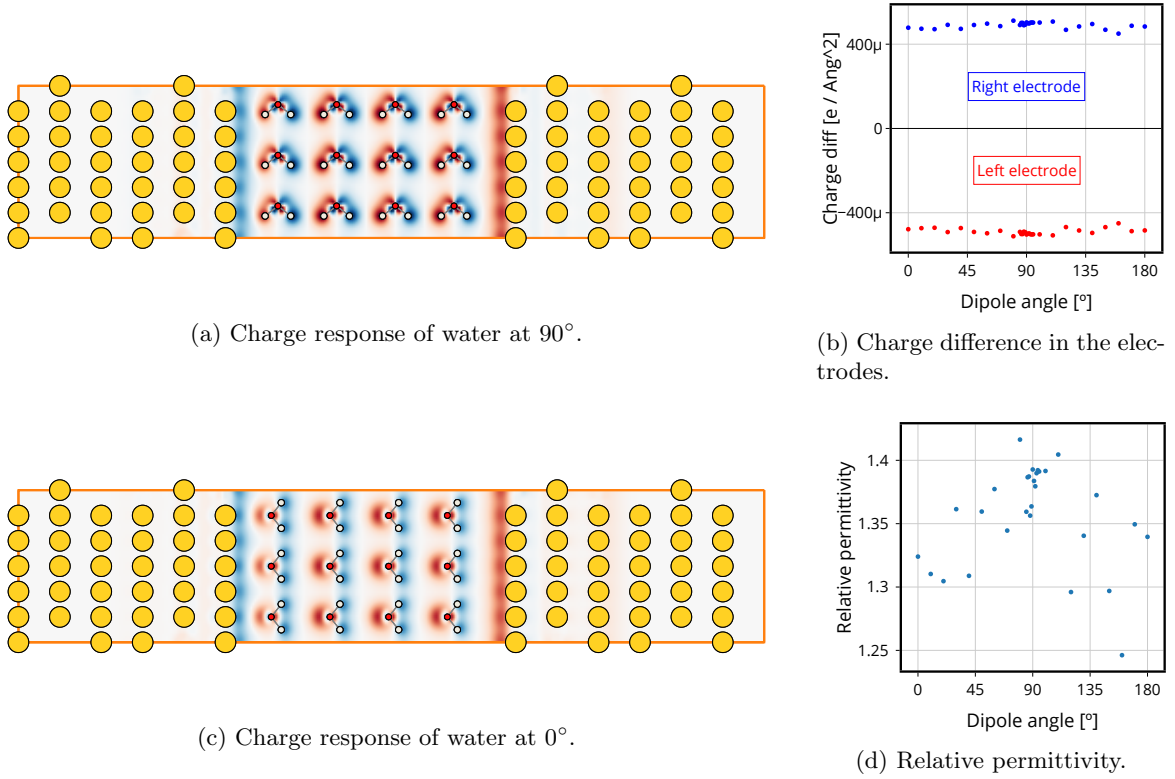 400μ
0
−400μ
Charge diff [e / Ang^2]
Right electrode
Left electrode
0
45
90
135
180
Dipole angle [º]
(a) Charge response of water at 90°.
(b) Charge difference in the elec-
trodes.
1.4
1.35
1.3
1.25
Relative permittivity
0
45
90
135
180
Dipole angle [º]
(c) Charge response of water at 0°.
(d) Relative permittivity.